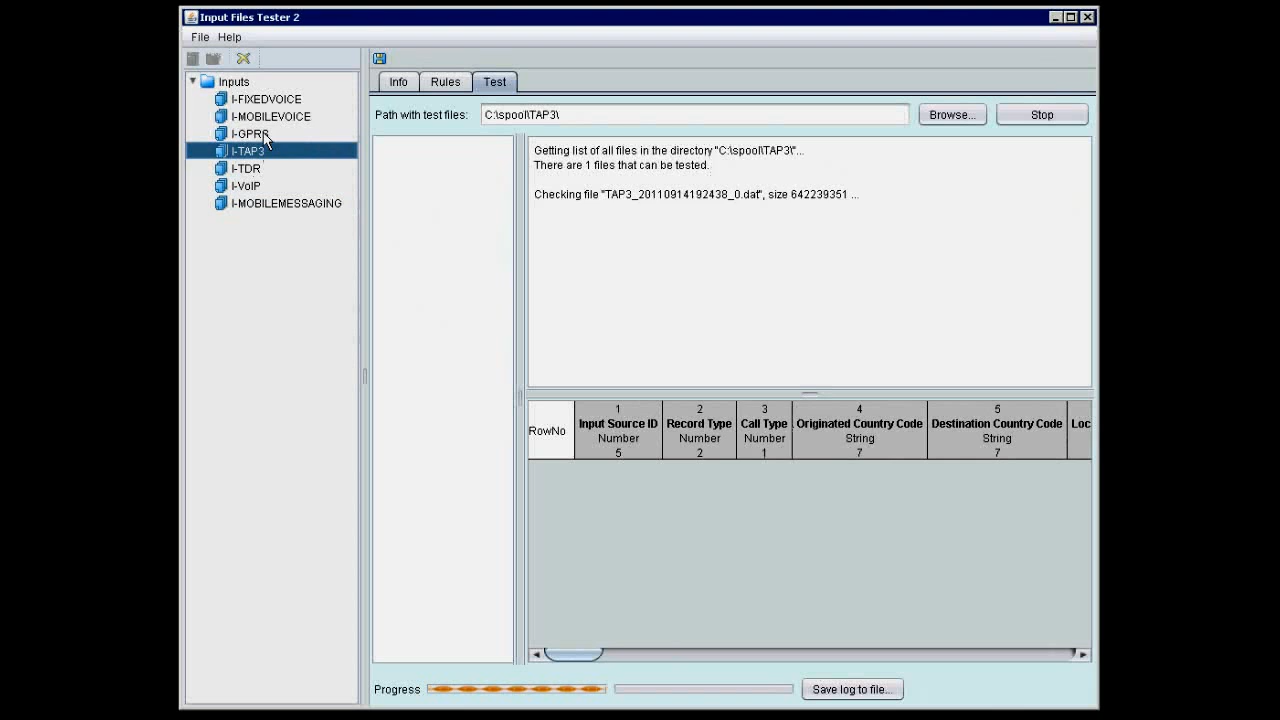 Input Files Tester 2
File Help
Inputs
I-FIXEDVOICE
I-MOBILEVOICE
I-GPRS
I-TAP3
I-TDR
I-VoIP
I-MOBILEMESSAGING
Info Rules Test
Path with test files: C:\spool\TAP3\ Browse... Stop
Getting list of all files in the directory "C:\spool\TAP3\"...
There are 1 files that can be tested.
Checking file "TAP3_20110914192438_0.dat", size 642239351 ...
1 2 3 4 5
RowNo Input Source ID Record Type Call Type Originated Country Code Destination Country Code Loc
Number Number Number String String
5 2 1 7 7
Progress Save log to file...